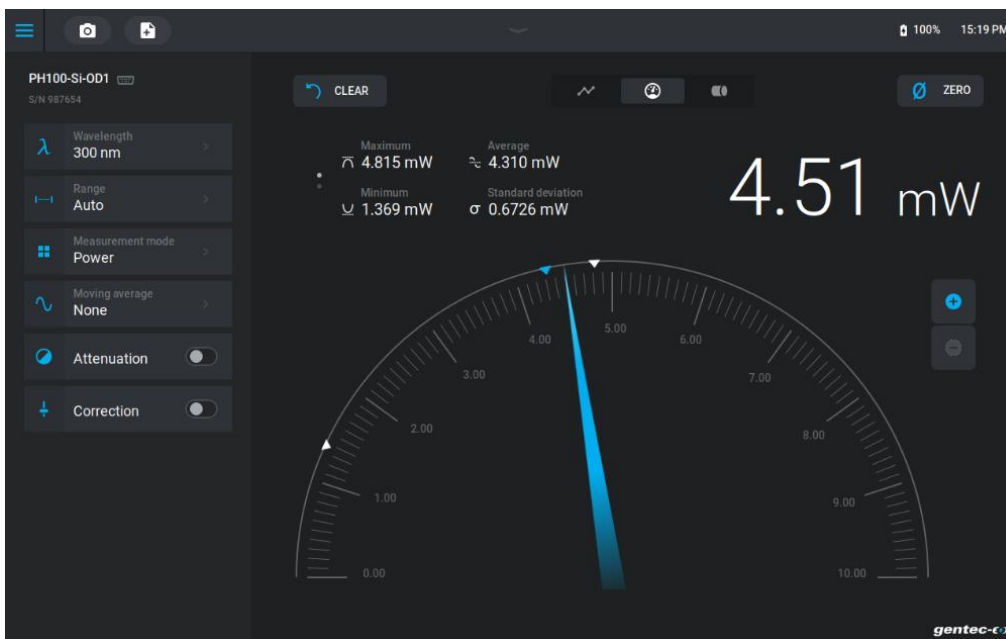 100% 15:19 PM
PH100-Si-OD1
S/N 987654
CLEAR
ZERO
Wavelength
300 nm
Range
Auto
Measurement mode
Power
Moving average
None
Attenuation
Correction
Maximum
4.815 mW
Average
4.310 mW
Minimum
1.369 mW
Standard deviation
σ 0.6726 mW
4.51 mW
0.00
1.00
2.00
3.00
4.00
5.00
6.00
7.00
8.00
9.00
10.00
gentec-e